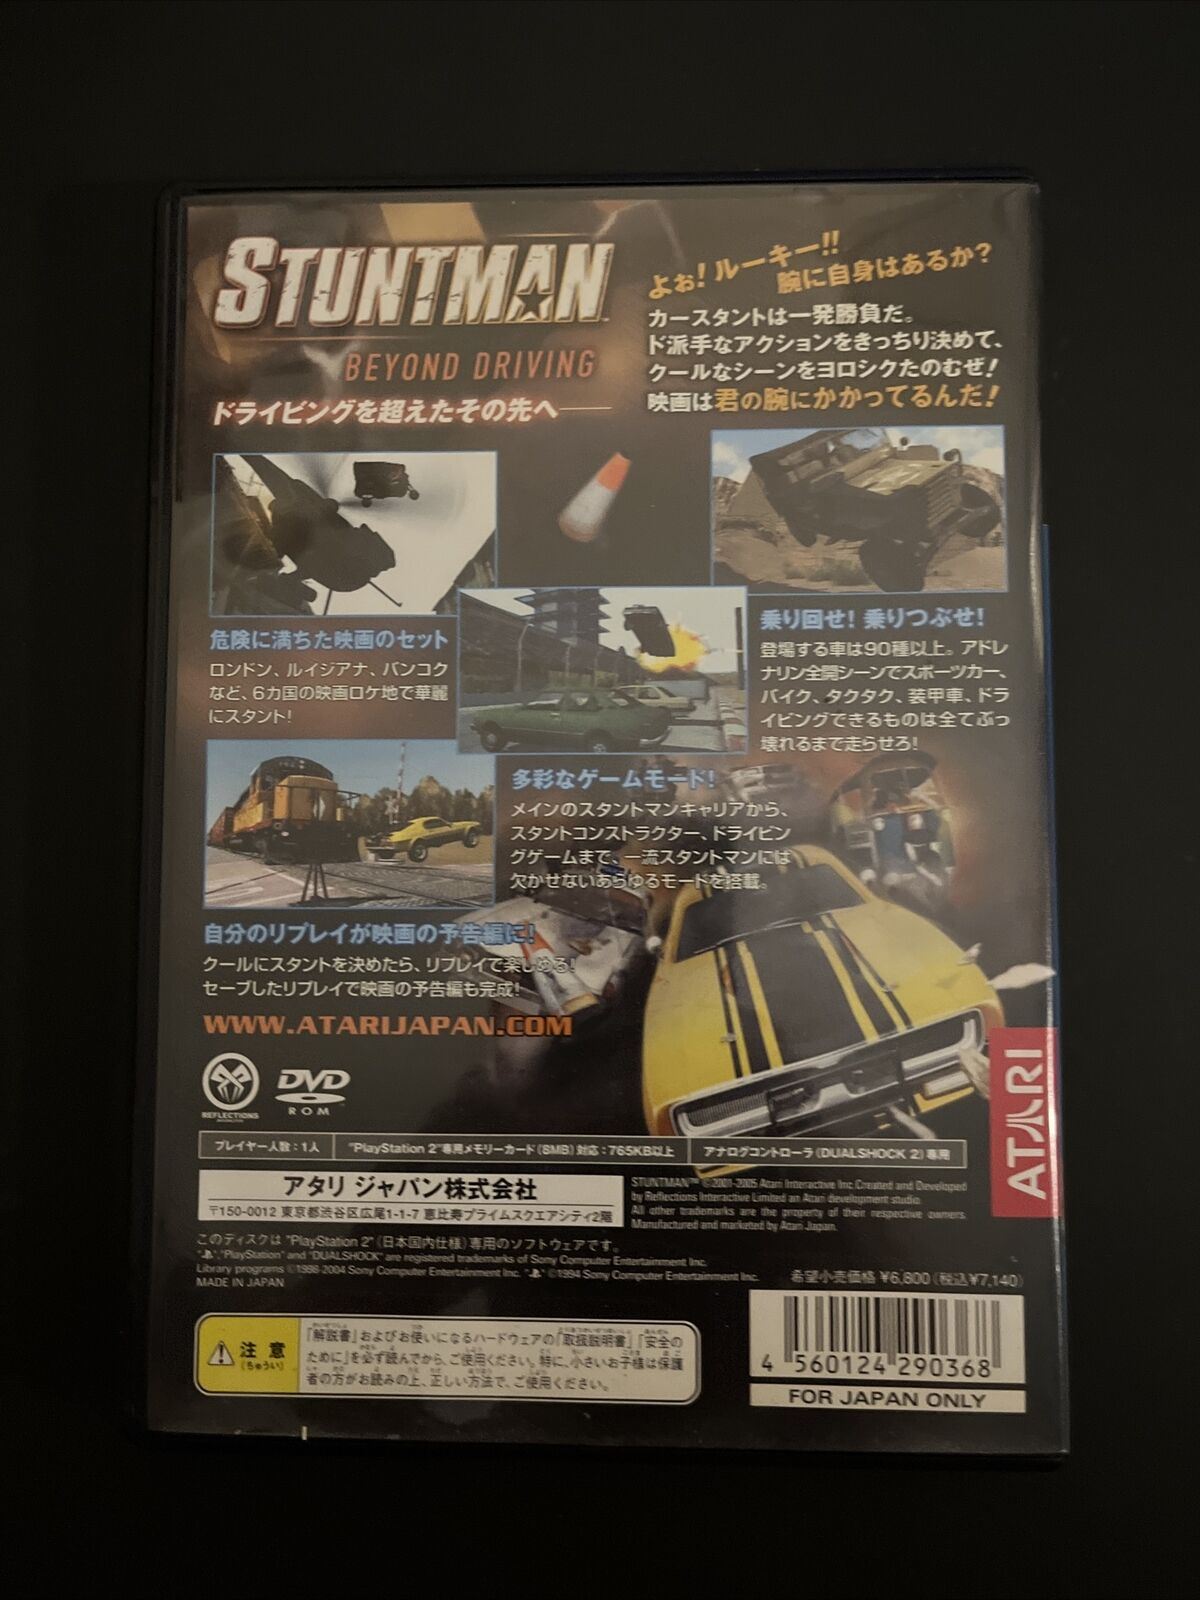 STUNTMAN™
BEYOND DRIVING
ドライビングを超えたその先へ――
よぉ！ルーキー!!
腕に自身はあるか？
カースタントは一発勝負だ。
ド派手なアクションをきっちり決めて、
クールなシーンをヨロシクたのむぜ！
映画は君の腕にかかってるんだ！
危険に満ちた映画のセット
ロンドン、ルイジアナ、バンコク
など、6カ国の映画ロケ地で華麗
にスタント！
乗り回せ！乗りつぶせ！
登場する車は90種以上。アドレ
ナリン全開シーンでスポーツカー、
バイク、タクタク、装甲車、ドラ
イビングできるものは全てぶっ
壊れるまで走らせろ！
多彩なゲームモード！
メインのスタントマンキャリアから、
スタントコンストラクター、ドライビン
グゲームまで、一流スタントマンには
欠かせないあらゆるモードを搭載。
自分のリプレイが映画の予告編に！
クールにスタントを決めたら、リプレイで楽しめる！
セーブしたリプレイで映画の予告編も完成！
WWW.ATARIJAPAN.COM
REFLECTIONS
DVD
ROM
ATARI
プレイヤー人数：1人
"PlayStation 2"専用メモリーカード(8MB)対応：765KB以上
アナログコントローラ(DUALSHOCK 2)専用
アタリ ジャパン株式会社
〒150-0012 東京都渋谷区広尾1-1-7 恵比寿プライムスクエアシティ2階
STUNTMAN™ ©2001-2005 Atari Interactive Inc.Created and Developed
by Reflections Interactive Limited an Atari development studio.
All other trademarks are the property of their respective owners.
Manufactured and marketed by Atari Japan.
このディスクは"PlayStation 2"(日本国内仕様)専用のソフトウェアです。
"PlayStation" and "DUALSHOCK" are registered trademarks of Sony Computer Entertainment Inc.
Library programs ©1998-2004 Sony Computer Entertainment Inc. " " ©1994 Sony Computer Entertainment Inc.
MADE IN JAPAN
希望小売価格 ¥6,800(税込¥7,140)
注意
(ちゅうい)
「解説書」およびお使いになるハードウェアの「取扱説明書」「安全の
ために」を必ず読んでから、ご使用ください。特に、小さいお子様は保護
者の方がお読みの上、正しい方法で、ご使用ください。
4 560124 290368
FOR JAPAN ONLY